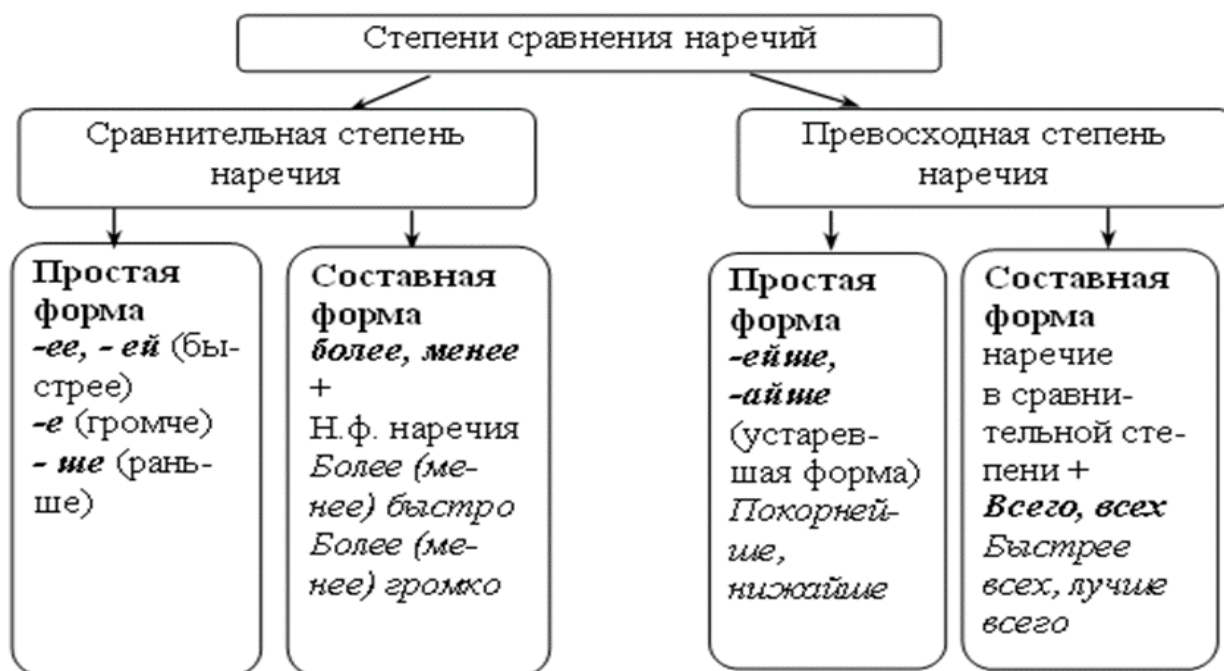 Степени сравнения наречий
Сравнительная степень
наречия
Превосходная степень
наречия
Простая
форма
-ее, - ей (бы-
стрее)
-е (громче)
- ше (рань-
ше)
Составная
форма
более, менее
+
Н.ф. наречия
Более (ме-
нее) быстро
Более (ме-
нее) громко
Простая
форма
-ейше,
-айше
(устарев-
шая форма)
Покорней-
ше,
нижайше
Составная
форма
наречие
в сравни-
тельной сте-
пени +
Всего, всех
Быстрее
всех, лучше
всего